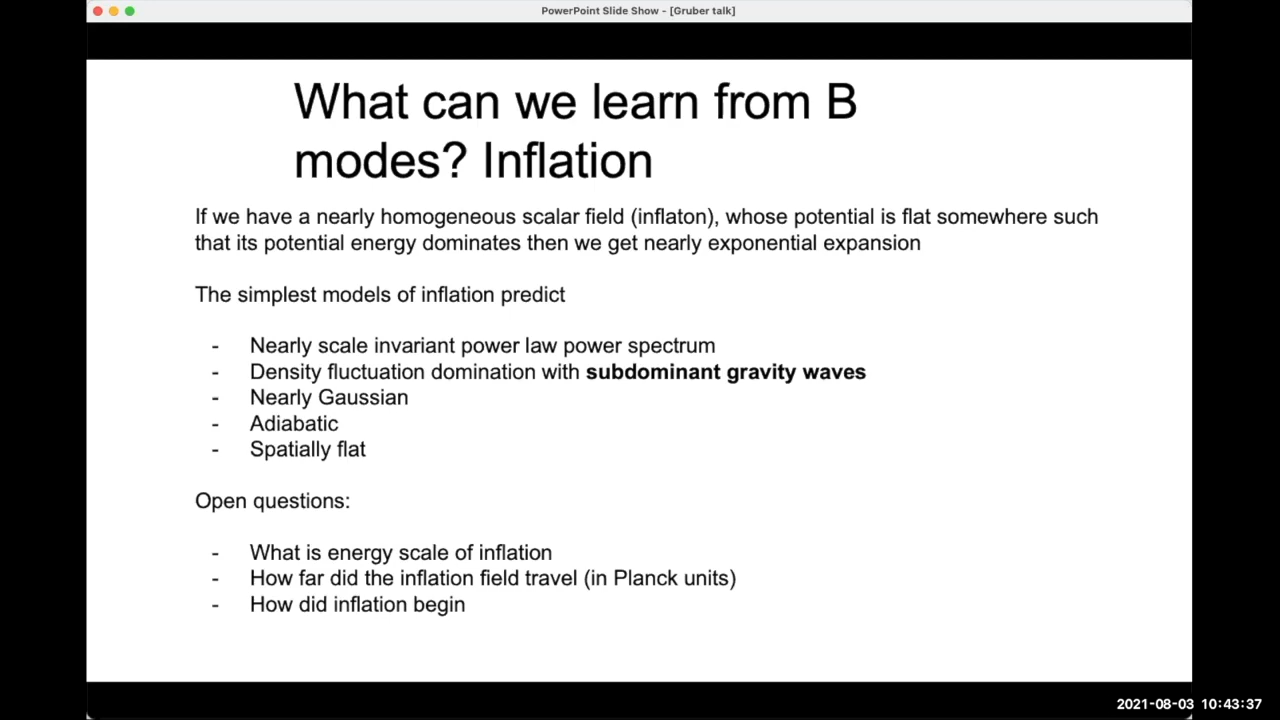 PowerPoint Slide Show - [Gruber talk]
What can we learn from B
modes? Inflation
If we have a nearly homogeneous scalar field (inflaton), whose potential is flat somewhere such
that its potential energy dominates then we get nearly exponential expansion
The simplest models of inflation predict
- Nearly scale invariant power law power spectrum
- Density fluctuation domination with subdominant gravity waves
- Nearly Gaussian
- Adiabatic
- Spatially flat
Open questions:
- What is energy scale of inflation
- How far did the inflation field travel (in Planck units)
- How did inflation begin
2021-08-03 10:43:37